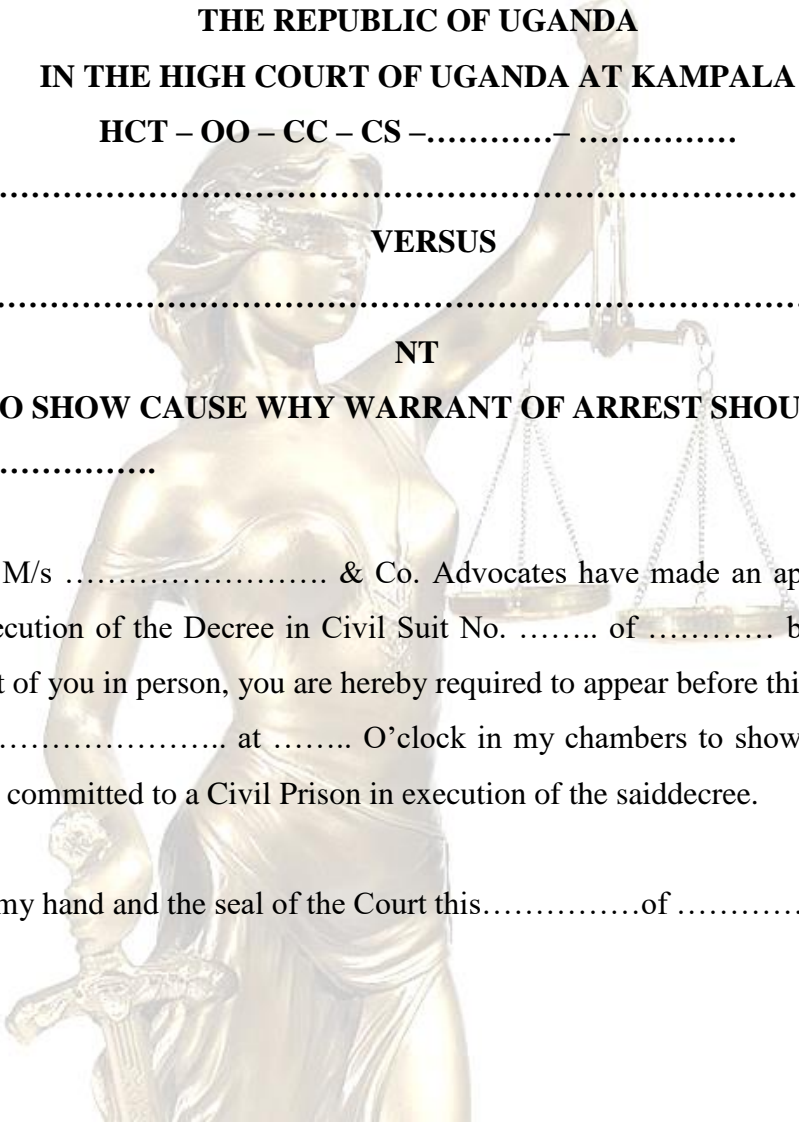 THE REPUBLIC OF UGANDA
IN THE HIGH COURT OF UGANDA AT KAMPALA
HCT – OO – CC – CS –…………– ……………
……………………………………………………………………………
VERSUS
……………………………………………………………………………
NT
O SHOW CAUSE WHY WARRANT OF ARREST SHOU
…………….
M/s ……………………. & Co. Advocates have made an ap
ecution of the Decree in Civil Suit No. …….. of ………… b
t of you in person, you are hereby required to appear before thi
………………….. at …….. O’clock in my chambers to show
committed to a Civil Prison in execution of the saiddecree.
my hand and the seal of the Court this……………of …………